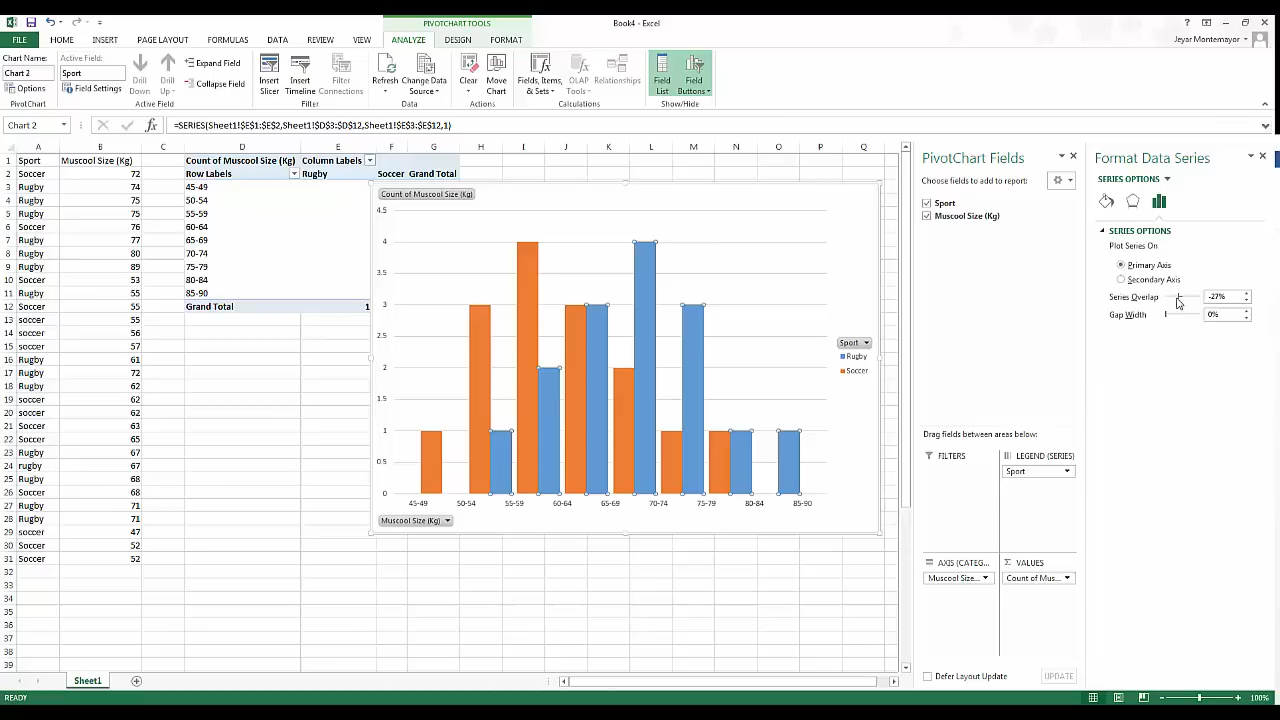 PIVOTCHART TOOLS
Book4 - Excel
FILE HOME INSERT PAGE LAYOUT FORMULAS DATA REVIEW VIEW ANALYZE DESIGN FORMAT
Jeyar Montemayor
Chart Name:
Chart 2
Options
PivotChart
Active Field:
Sport
Field Settings
Drill Down
Drill Up
Expand Field
Collapse Field
Active Field
Insert Slicer
Insert Timeline
Filter Connections
Filter
Refresh
Change Data Source
Data
Clear
Move Chart
Actions
Fields, Items, & Sets
OLAP Tools
Relationships
Calculations
Field List
Field Buttons
Show/Hide
Chart 2
fx
=SERIES(Sheet1!$E$1:$E$2,Sheet1!$D$3:$D$12,Sheet1!$E$3:$E$12,1)
A B C D E F G H I J K L M N O P Q
1 Sport Muscool Size (Kg) Count of Muscool Size (Kg) Column Labels
2 Soccer 72 Row Labels Rugby Soccer Grand Total
3 Rugby 74 45-49
4 Rugby 75 50-54
5 Rugby 75 55-59
6 Soccer 76 60-64
7 Rugby 77 65-69
8 Rugby 80 70-74
9 Rugby 89 75-79
10 Soccer 53 80-84
11 Rugby 55 85-90
12 Soccer 55 Grand Total 1
13 Soccer 55
14 soccer 56
15 soccer 57
16 Rugby 61
17 Rugby 72
18 Rugby 62
19 soccer 62
20 soccer 62
21 Soccer 63
22 Soccer 65
23 Rugby 67
24 rugby 67
25 Rugby 68
26 Soccer 68
27 Rugby 71
28 Rugby 71
29 soccer 47
30 Soccer 52
31 Soccer 52
32
33
34
35
36
37
38
39
Count of Muscool Size (Kg)
4.5
4
3.5
3
2.5
2
1.5
1
0.5
0
45-49 50-54 55-59 60-64 65-69 70-74 75-79 80-84 85-90
Muscool Size (Kg)
Sport
Rugby
Soccer
PivotChart Fields
Choose fields to add to report:
Sport
Muscool Size (Kg)
Drag fields between areas below:
FILTERS
LEGEND (SERIES)
Sport
AXIS (CATEG...
Muscool Size...
VALUES
Count of Mus...
Defer Layout Update
UPDATE
Format Data Series
SERIES OPTIONS
SERIES OPTIONS
Plot Series On
Primary Axis
Secondary Axis
Series Overlap -27%
Gap Width 0%
Sheet1
READY
100%